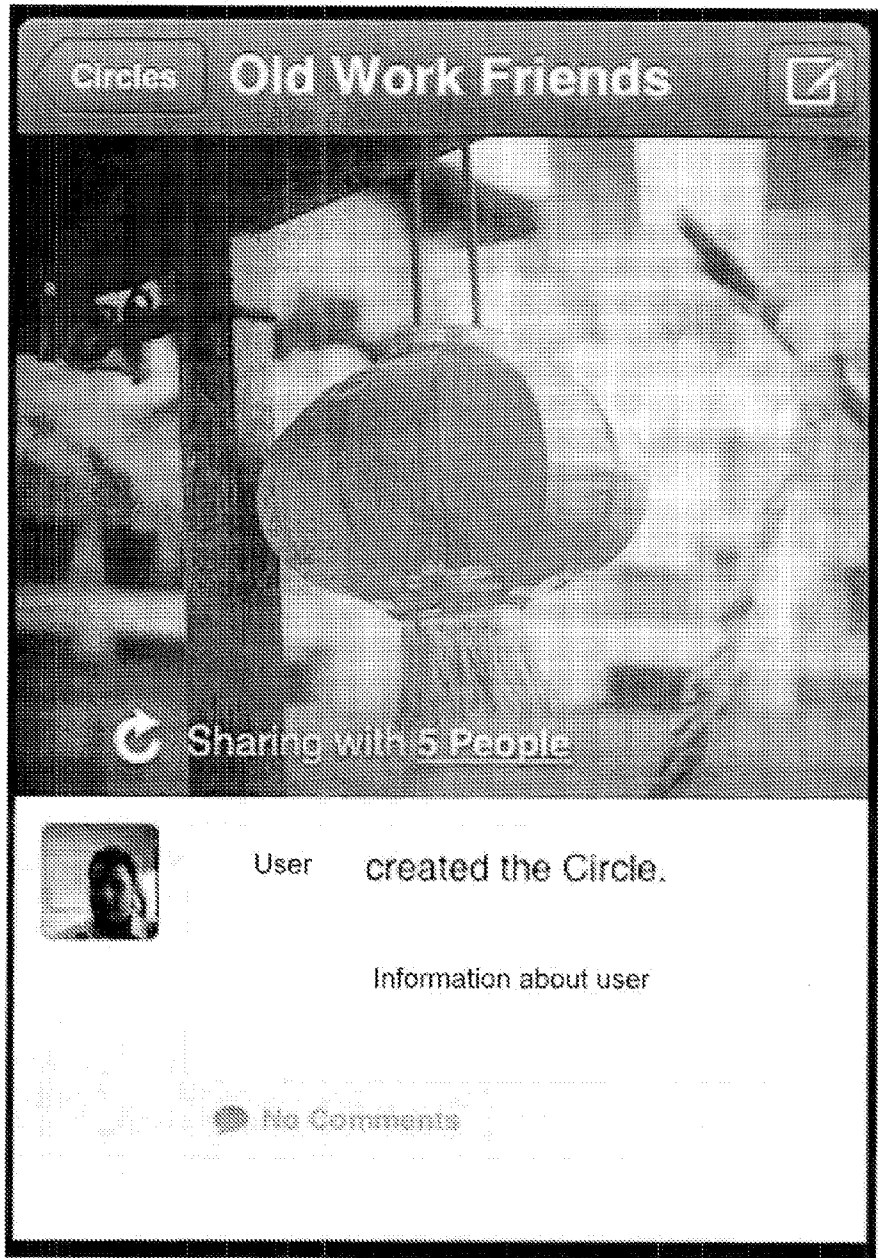 Circles Old Work Friends
Sharing with 5 People
User created the Circle.
Information about user
No Comments